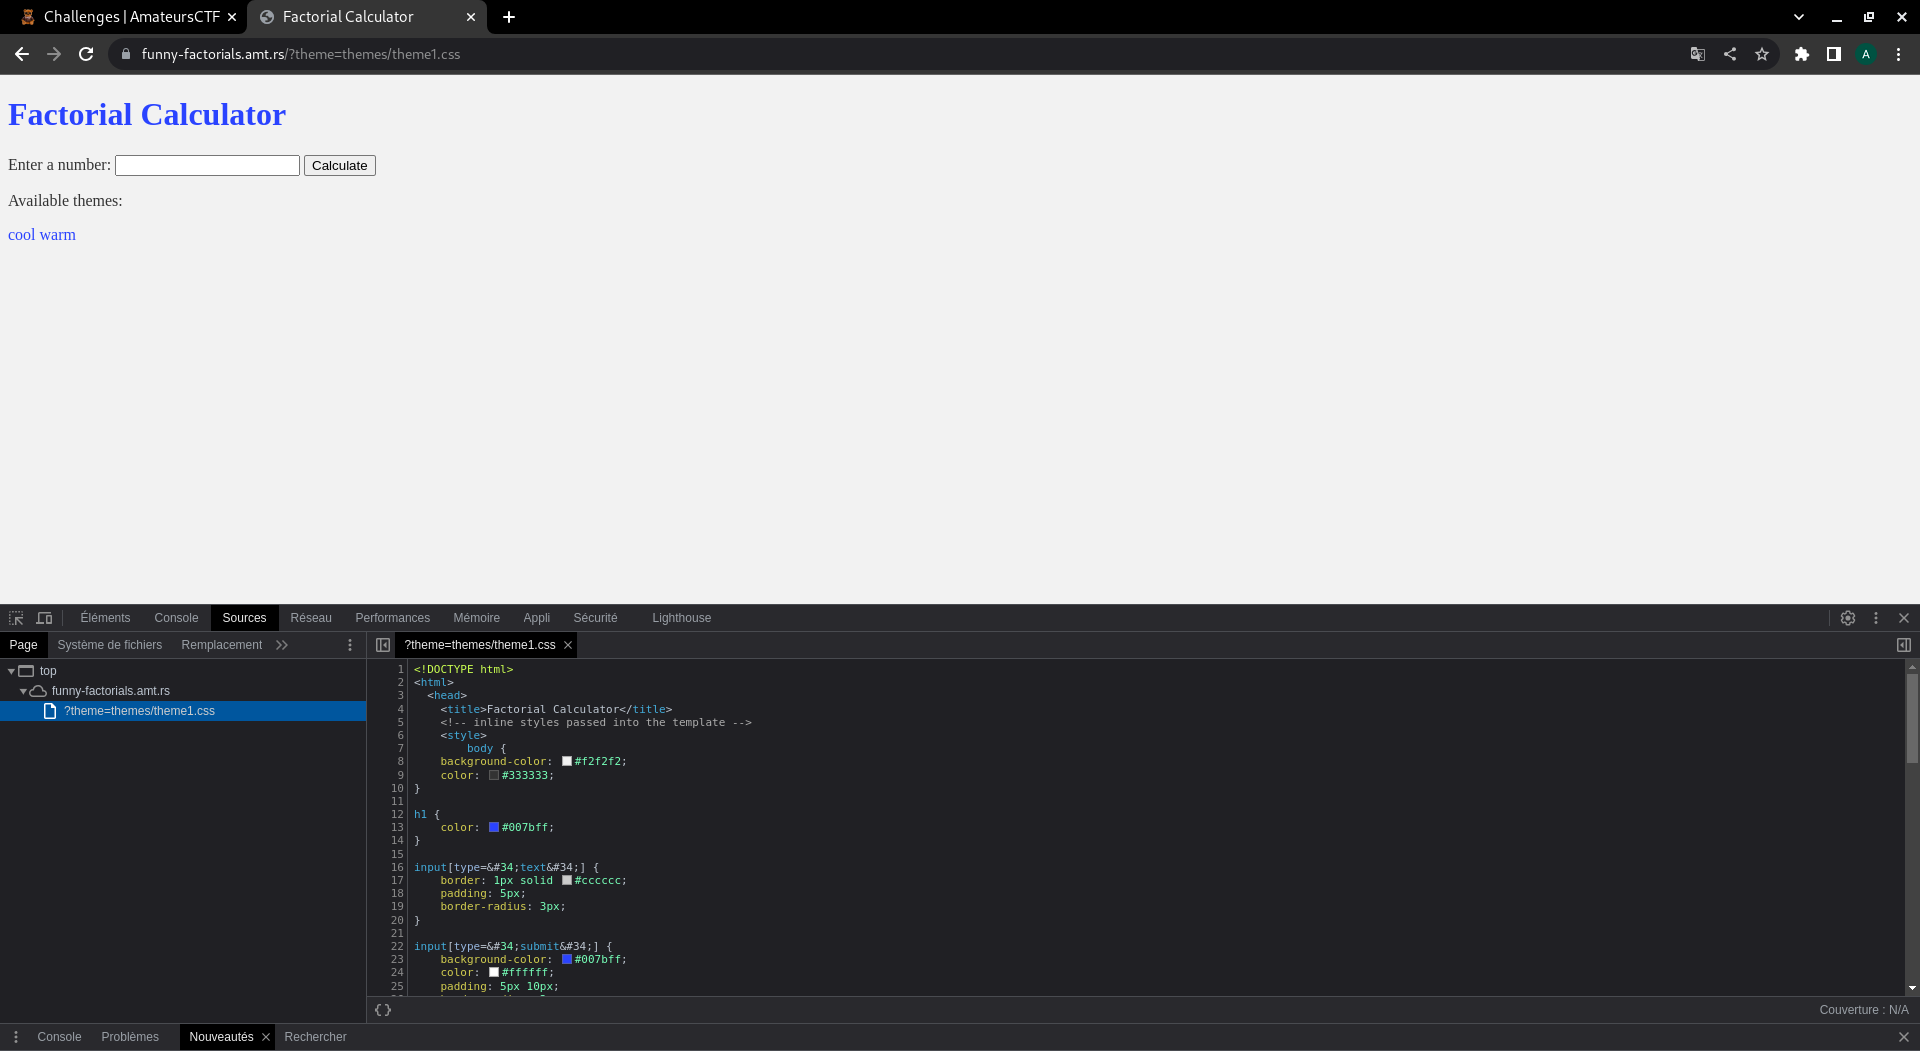 Challenges | AmateursCTF
Factorial Calculator
funny-factorials.amt.rs/?theme=themes/theme1.css
A
Factorial Calculator
Enter a number:
Calculate
Available themes:
cool warm
Éléments
Console
Sources
Réseau
Performances
Mémoire
Appli
Sécurité
Lighthouse
Page
Système de fichiers
Remplacement
?theme=themes/theme1.css
top
funny-factorials.amt.rs
?theme=themes/theme1.css
1 <!DOCTYPE html>
2 <html>
3   <head>
4     <title>Factorial Calculator</title>
5     <!-- inline styles passed into the template -->
6     <style>
7         body {
8     background-color: #f2f2f2;
9     color: #333333;
10 }
11
12 h1 {
13     color: #007bff;
14 }
15
16 input[type=&#34;text&#34;] {
17     border: 1px solid #cccccc;
18     padding: 5px;
19     border-radius: 3px;
20 }
21
22 input[type=&#34;submit&#34;] {
23     background-color: #007bff;
24     color: #ffffff;
25     padding: 5px 10px;
Couverture : N/A
Console
Problèmes
Nouveautés
Rechercher